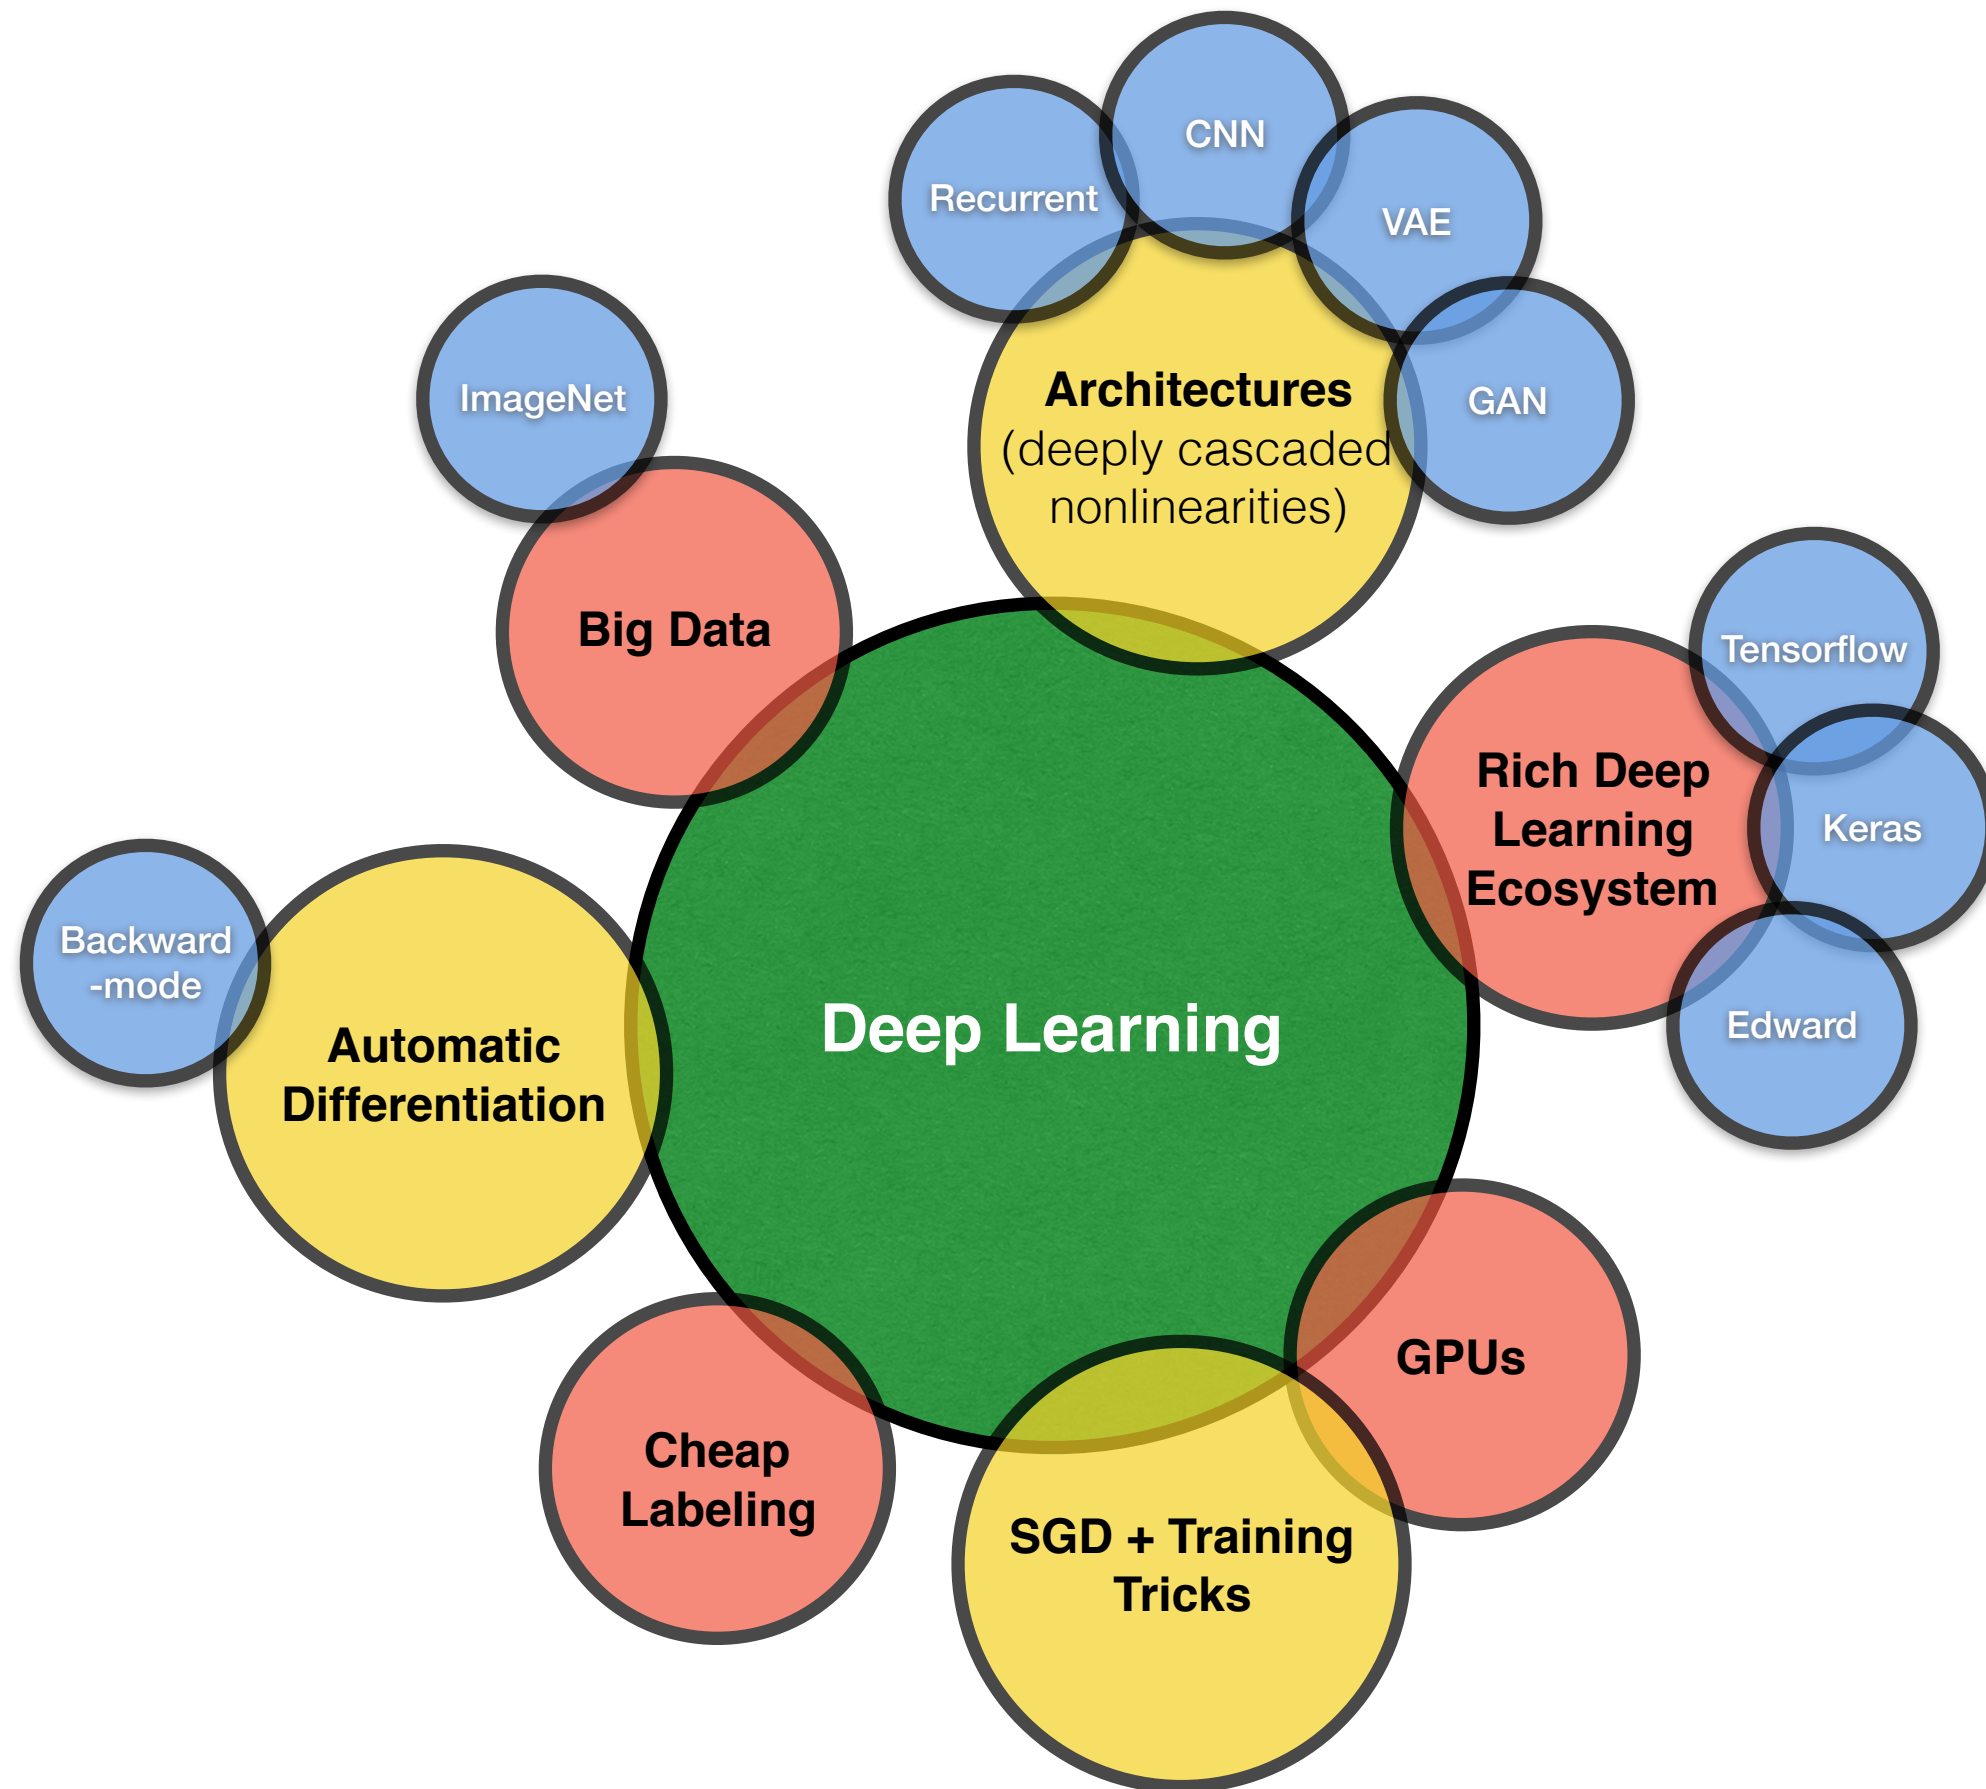 CNN
Recurrent
VAE
ImageNet
GAN
Architectures
(deeply cascaded
nonlinearities)
Big Data
Tensorflow
Rich Deep
Learning
Ecosystem
Keras
Backward
-mode
Automatic
Differentiation
Deep Learning
Edward
GPUs
Cheap
Labeling
SGD + Training
Tricks